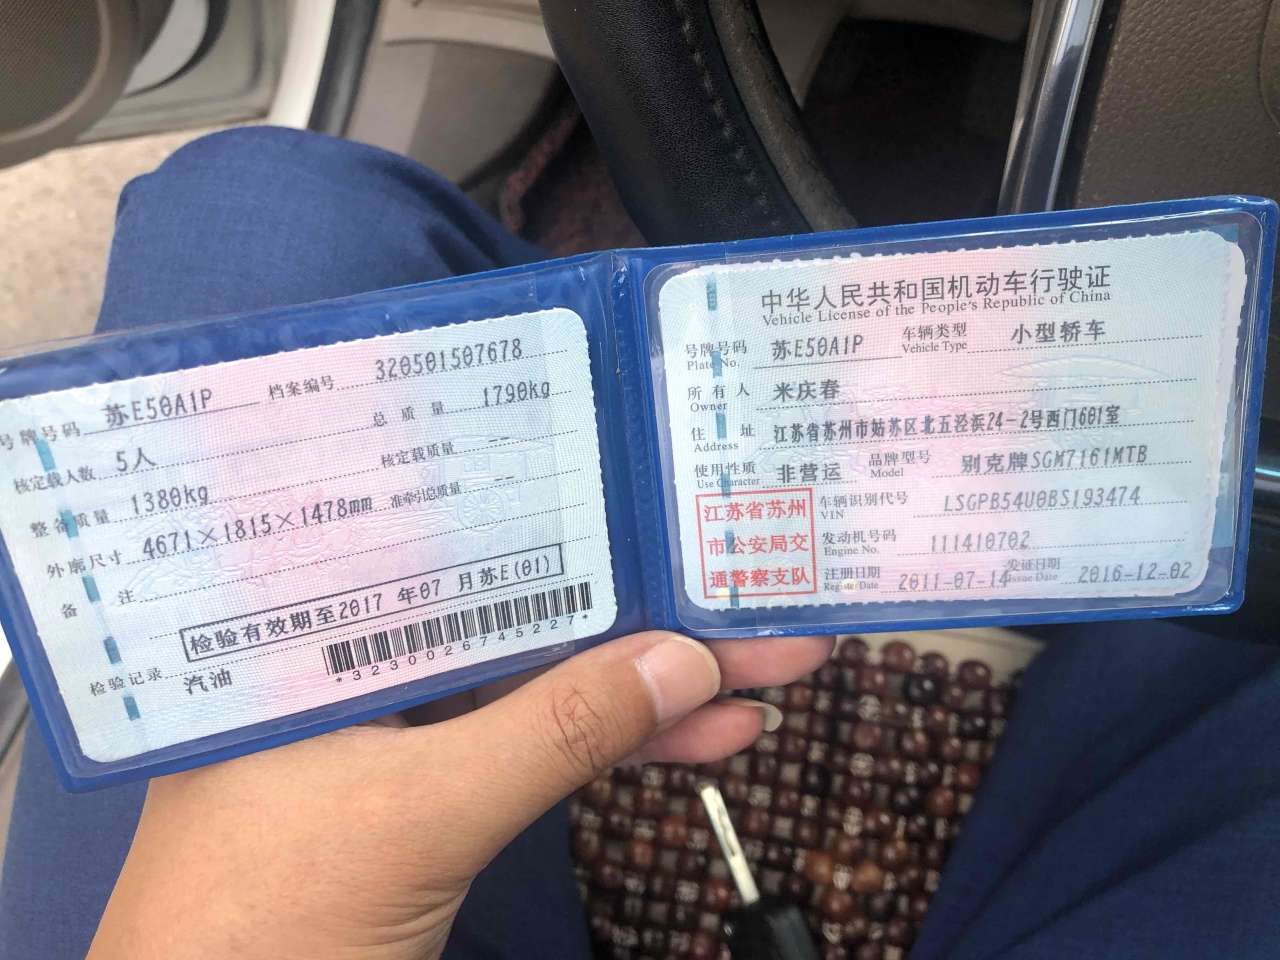 号牌号码 苏E50A1P 档案编号 320501507678
核定载人数 5人 总质量 1790kg
整备质量 1380kg 核定载质量 --
外廓尺寸 4671×1815×1478mm 准牵引总质量 --
备注
检验有效期至2017 年07 月苏E(01)
检验记录
汽油
*3230026745227*
中华人民共和国机动车行驶证
Vehicle License of the People's Republic of China
号牌号码 苏E50A1P 车辆类型 小型轿车
Plate No. Vehicle Type
所有人 米庆春
Owner
住址 江苏省苏州市姑苏区北五泾浜24-2号西门601室
Address
使用性质 非营运 品牌型号 别克牌SGM7161MTB
Use Character Model
江苏省苏州
市公安局交
通警察支队
车辆识别代号 LSGPB54U0BS193474
VIN
发动机号码 111410702
Engine No.
注册日期 2011-07-14 发证日期 2016-12-02
Register Date Issue Date